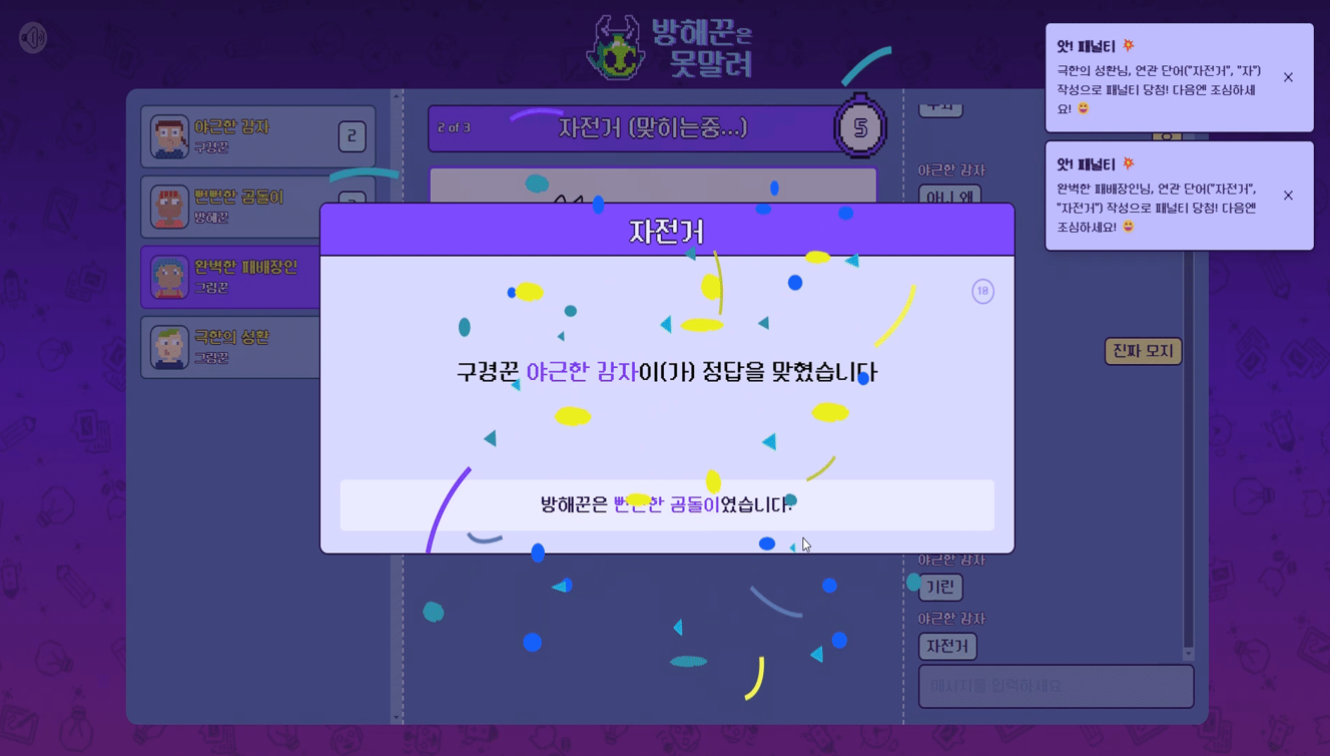 방해꾼은
못말려
야근한 감자
구경꾼
2
뻔뻔한 곰돌이
방해꾼
완벽한 패배장인
그림꾼
극한의 성환
그림꾼
2 of 3
자전거 (맞히는중...)
5
자전거
18
구경꾼 야근한 감자이(가) 정답을 맞혔습니다
방해꾼은 뻔뻔한 곰돌이였습니다.
앗! 패널티
극한의 성환님, 연관 단어("자전거", "자")
작성으로 패널티 당첨! 다음엔 조심하세
요!
앗! 패널티
완벽한 패배장인님, 연관 단어("자전거",
"자전거") 작성으로 패널티 당첨! 다음엔
조심하세요!
야근한 감자
진짜 모지
야근한 감자
기린
야근한 감자
자전거
메시지를 입력하세요